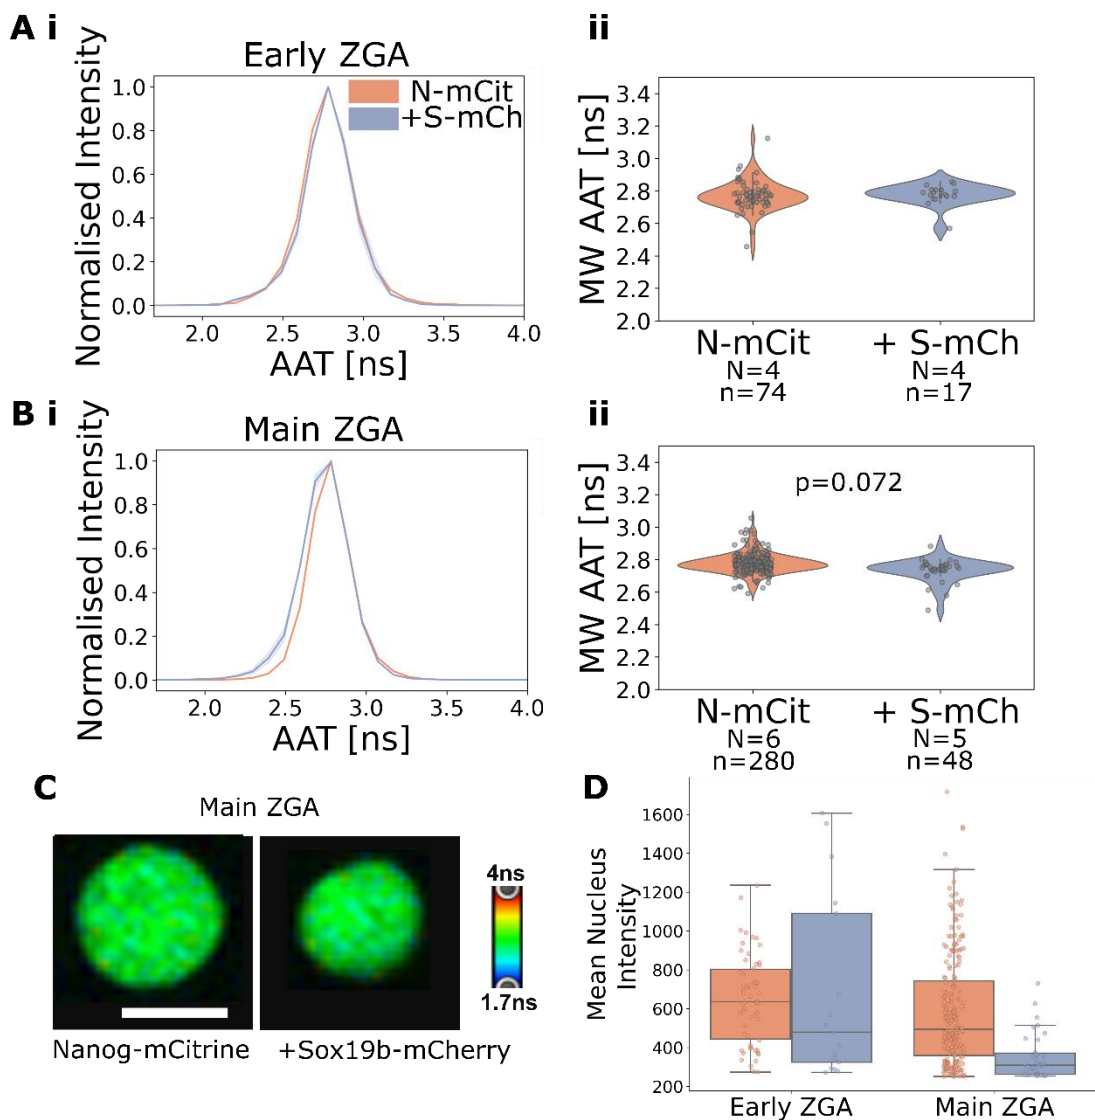 A i
Early ZGA
Normalised Intensity
1.0
0.8
0.6
0.4
0.2
0.0
2.0 2.5 3.0 3.5 4.0
AAT [ns]
N-mCit
+S-mCh
ii
MW AAT [ns]
3.4
3.2
3.0
2.8
2.6
2.4
2.2
2.0
N-mCit + S-mCh
N=4 N=4
n=74 n=17
B i
Main ZGA
Normalised Intensity
1.0
0.8
0.6
0.4
0.2
0.0
2.0 2.5 3.0 3.5 4.0
AAT [ns]
ii
MW AAT [ns]
3.4
3.2
3.0
2.8
2.6
2.4
2.2
2.0
p=0.072
N-mCit + S-mCh
N=6 N=5
n=280 n=48
C
Main ZGA
4ns
1.7ns
Nanog-mCitrine +Sox19b-mCherry
D
Mean Nucleus
Intensity
1600
1400
1200
1000
800
600
400
200
Early ZGA Main ZGA